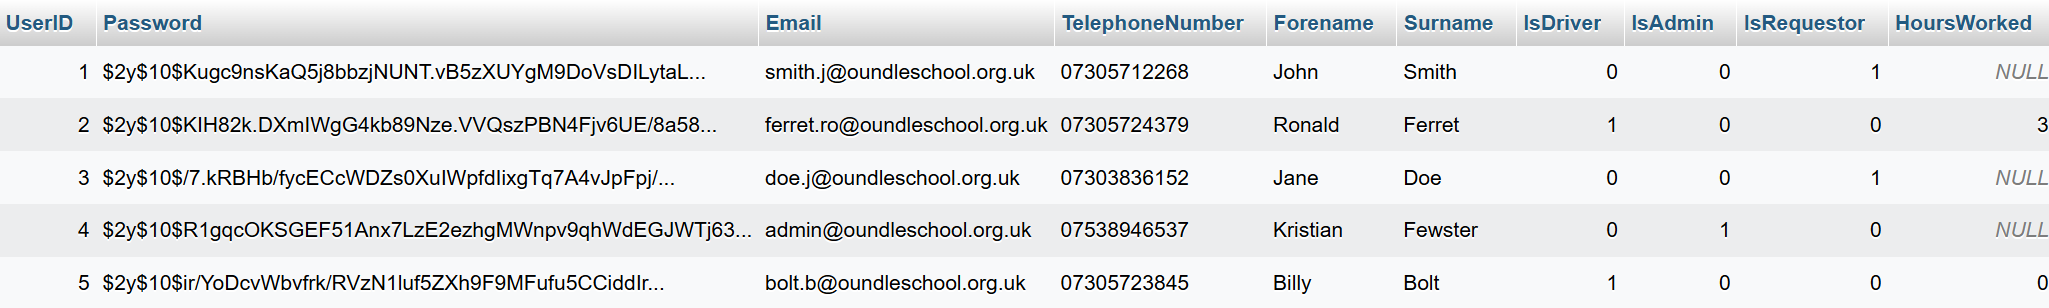 UserID Password Email TelephoneNumber Forename Surname IsDriver IsAdmin IsRequestor HoursWorked
1 $2y$10$Kugc9nsKaQ5j8bbzjNUNT.vB5zXUYgM9DoVsDILytaL... smith.j@oundleschool.org.uk 07305712268 John Smith 0 0 1 NULL
2 $2y$10$KIH82k.DXmIWgG4kb89Nze.VVQszPBN4Fjv6UE/8a58... ferret.ro@oundleschool.org.uk 07305724379 Ronald Ferret 1 0 0 3
3 $2y$10$/7.kRBHb/fycECcWDZs0XuIWpfdIixgTq7A4vJpFpj/... doe.j@oundleschool.org.uk 07303836152 Jane Doe 0 0 1 NULL
4 $2y$10$R1gqcOKSGEF51Anx7LzE2ezhgMWnpv9qhWdEGJWTj63... admin@oundleschool.org.uk 07538946537 Kristian Fewster 0 1 0 NULL
5 $2y$10$ir/YoDcvWbvfrk/RVzN1Iuf5ZXh9F9MFufu5CCiddIr... bolt.b@oundleschool.org.uk 07305723845 Billy Bolt 1 0 0 0